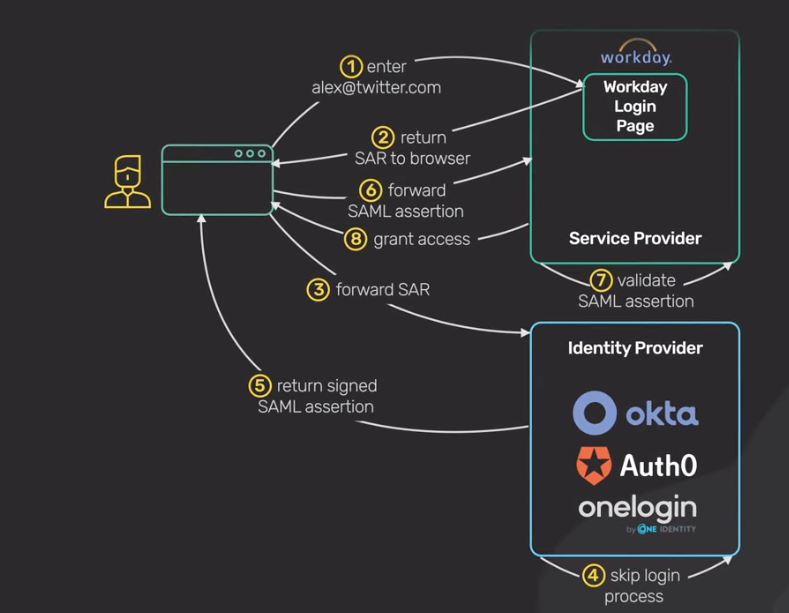 ① enter
alex@twitter.com
② return
SAR to browser
⑥ forward
SAML assertion
⑧ grant access
③ forward SAR
⑤ return signed
SAML assertion
workday.
Workday
Login
Page
Service Provider
⑦ validate
SAML assertion
Identity Provider
okta
Auth0
onelogin
by ONE IDENTITY
④ skip login
process